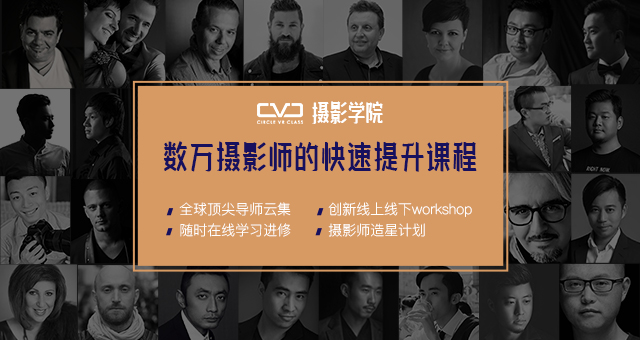 CVC 摄影学院
CIRCLE VR CLASS
数万摄影师的快速提升课程
全球顶尖导师云集
创新线上线下workshop
随时在线学习进修
摄影师造星计划
RIGHT NOW